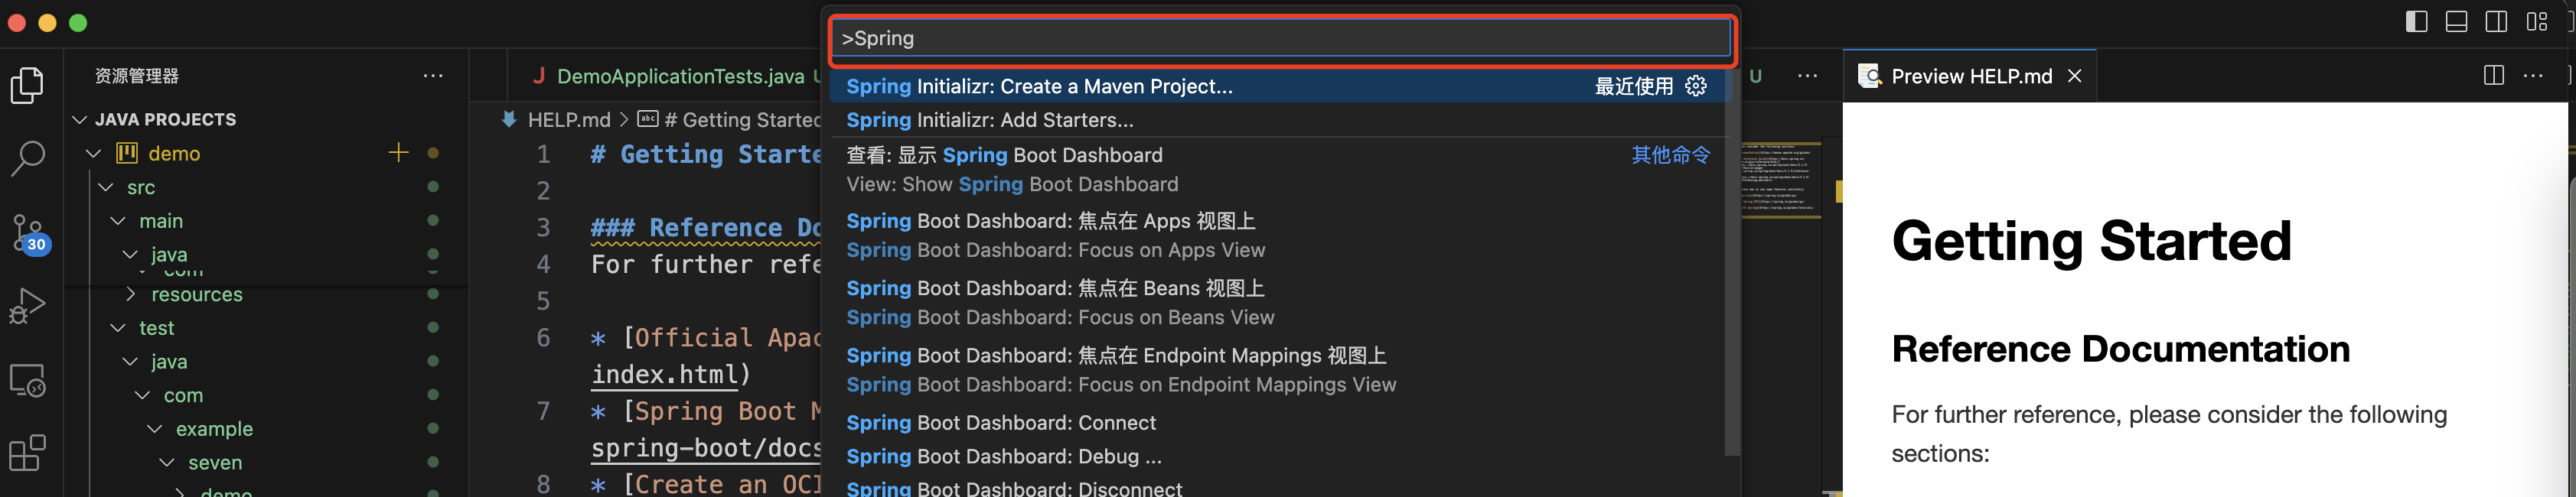 >Spring
Spring Initializr: Create a Maven Project...
最近使用
Spring Initializr: Add Starters...
查看: 显示 Spring Boot Dashboard
其他命令
View: Show Spring Boot Dashboard
Spring Boot Dashboard: 焦点在 Apps 视图上
Spring Boot Dashboard: Focus on Apps View
Spring Boot Dashboard: 焦点在 Beans 视图上
Spring Boot Dashboard: Focus on Beans View
Spring Boot Dashboard: 焦点在 Endpoint Mappings 视图上
Spring Boot Dashboard: Focus on Endpoint Mappings View
Spring Boot Dashboard: Connect
Spring Boot Dashboard: Debug ...
Spring Boot Dashboard: Disconnect
资源管理器
JAVA PROJECTS
demo
src
main
java
com
resources
test
java
com
example
seven
demo
30
DemoApplicationTests.java U
HELP.md > # Getting Started
1 # Getting Starte
2
3 ### Reference Do
4 For further refe
5
6 * [Official Apac
index.html)
7 * [Spring Boot M
spring-boot/docs
8 * [Create an OCI
U
Preview HELP.md
Getting Started
Reference Documentation
For further reference, please consider the following
sections: